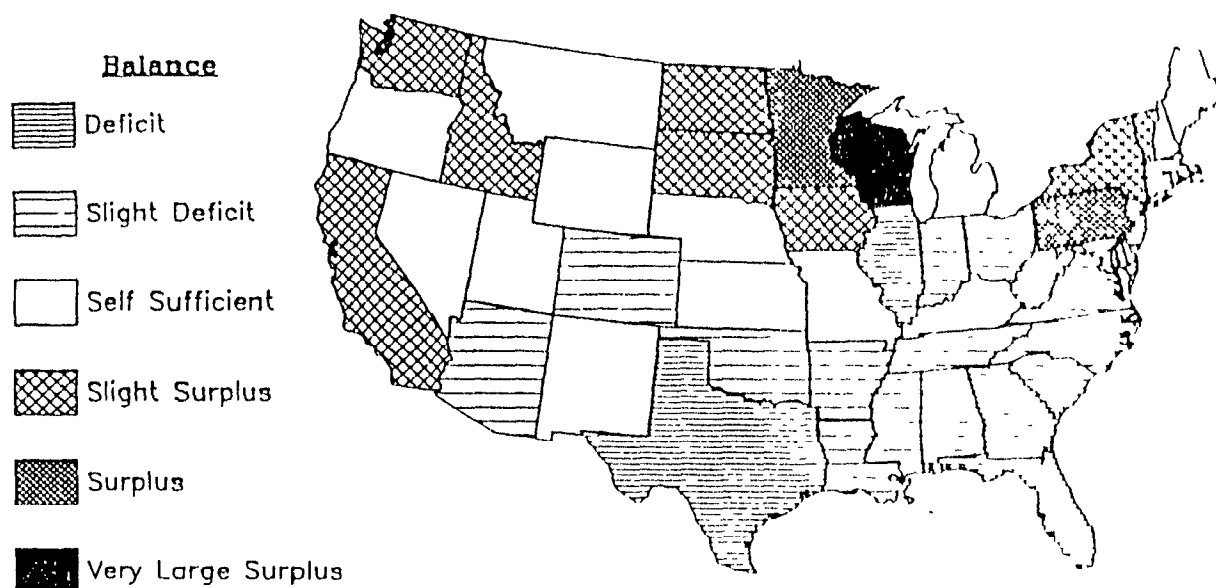 Balance
Deficit
Slight Deficit
Self Sufficient
Slight Surplus
Surplus
Very Large Surplus